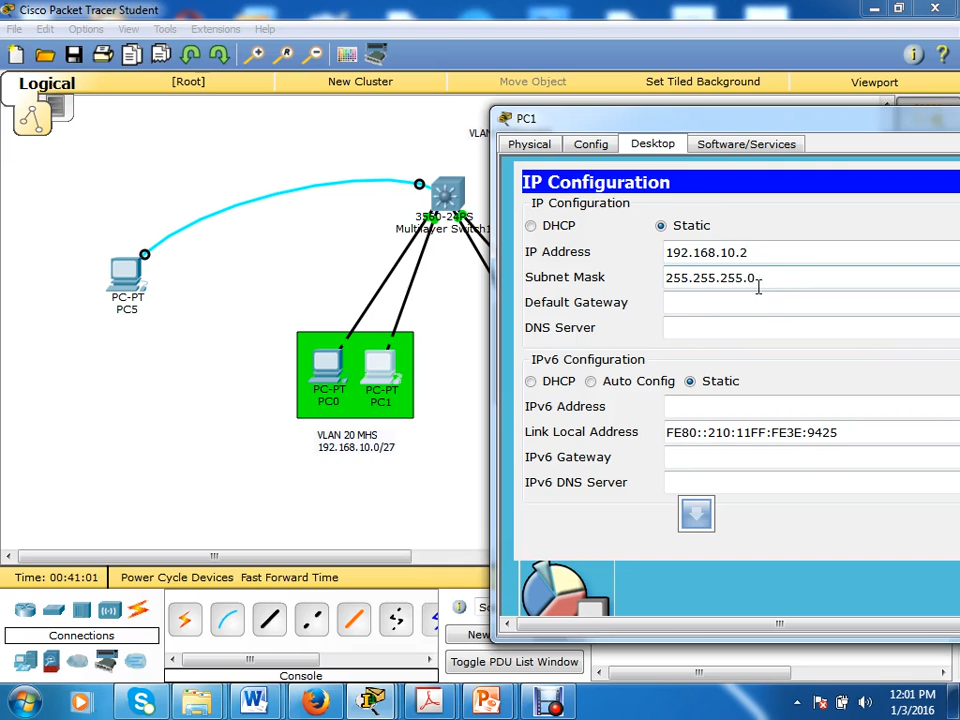 Cisco Packet Tracer Student
File Edit Options View Tools Extensions Help
Logical
[Root]
New Cluster
Move Object
Set Tiled Background
Viewport
VLAN
3560-24PS
Multilayer Switch1
PC-PT
PC5
PC-PT
PC0
PC-PT
PC1
VLAN 20 MHS
192.168.10.0/27
PC1
Physical Config Desktop Software/Services
IP Configuration
IP Configuration
DHCP Static
IP Address 192.168.10.2
Subnet Mask 255.255.255.0
Default Gateway
DNS Server
IPv6 Configuration
DHCP Auto Config Static
IPv6 Address
Link Local Address FE80::210:11FF:FE3E:9425
IPv6 Gateway
IPv6 DNS Server
Time: 00:41:01 Power Cycle Devices Fast Forward Time
Connections
Console
New
Toggle PDU List Window
12:01 PM
1/3/2016